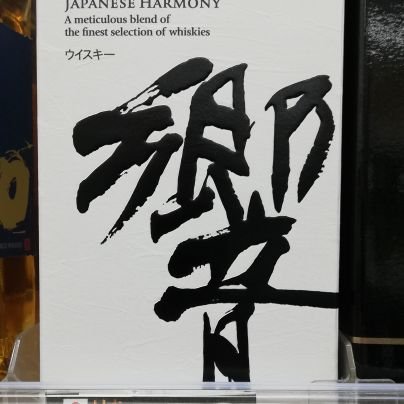 JAPANESE HARMONY
A meticulous blend of
the finest selection of whiskies
ウイスキー
響